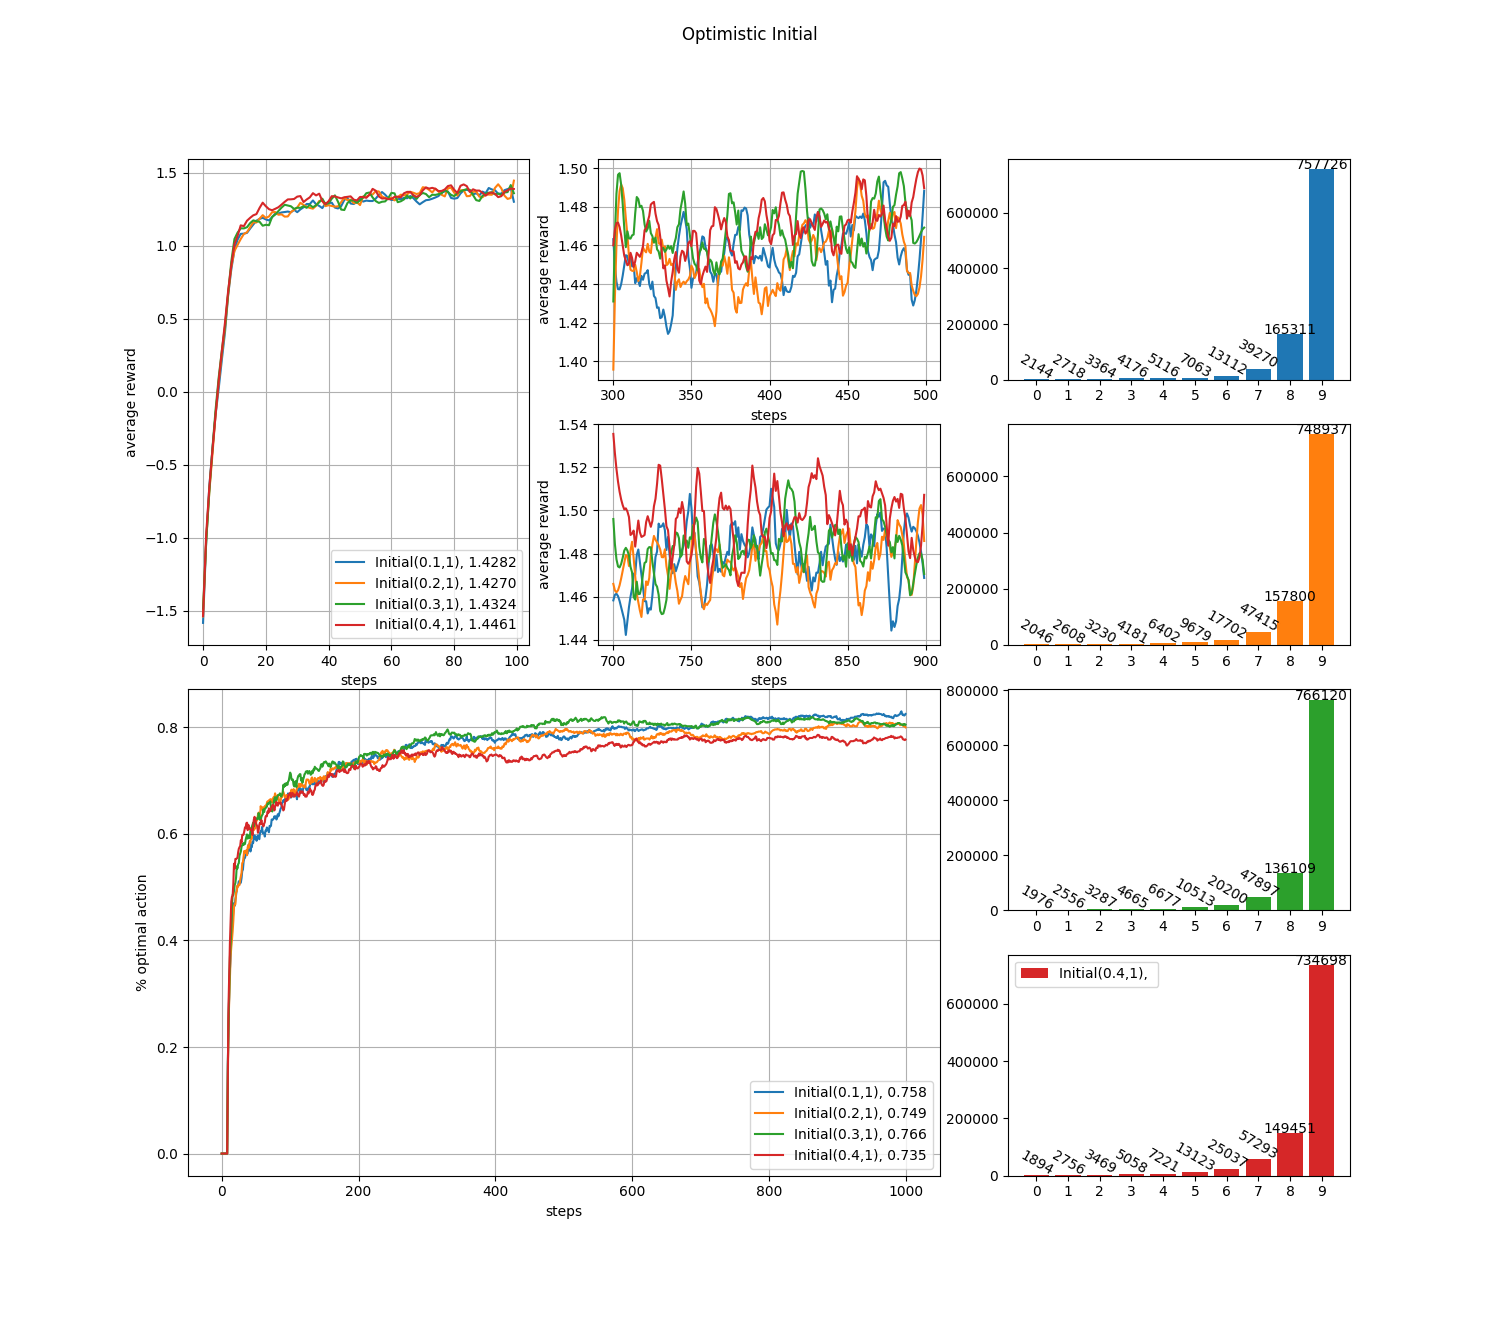 Optimistic Initial
1.5
1.0
0.5
0.0
−0.5
−1.0
−1.5
average reward
0 20 40 60 80 100
steps
Initial(0.1,1), 1.4282
Initial(0.2,1), 1.4270
Initial(0.3,1), 1.4324
Initial(0.4,1), 1.4461
1.50
1.48
1.46
1.44
1.42
1.40
average reward
300 350 400 450 500
steps
757726
600000
400000
200000
0
2144 2718 3364 4176 5116 7063 13112 39270 165311
0 1 2 3 4 5 6 7 8 9
1.54
1.52
1.50
1.48
1.46
1.44
average reward
700 750 800 850 900
steps
748937
600000
400000
200000
0
2046 2608 3230 4181 6402 9679 17702 47415 157800
0 1 2 3 4 5 6 7 8 9
0.8
0.6
0.4
0.2
0.0
% optimal action
0 200 400 600 800 1000
steps
Initial(0.1,1), 0.758
Initial(0.2,1), 0.749
Initial(0.3,1), 0.766
Initial(0.4,1), 0.735
800000
766120
600000
400000
200000
0
1976 2556 3287 4665 6677 10513 20200 47897 136109
0 1 2 3 4 5 6 7 8 9
734698
Initial(0.4,1),
600000
400000
200000
0
1894 2756 3469 5058 7221 13123 25037 57293 149451
0 1 2 3 4 5 6 7 8 9